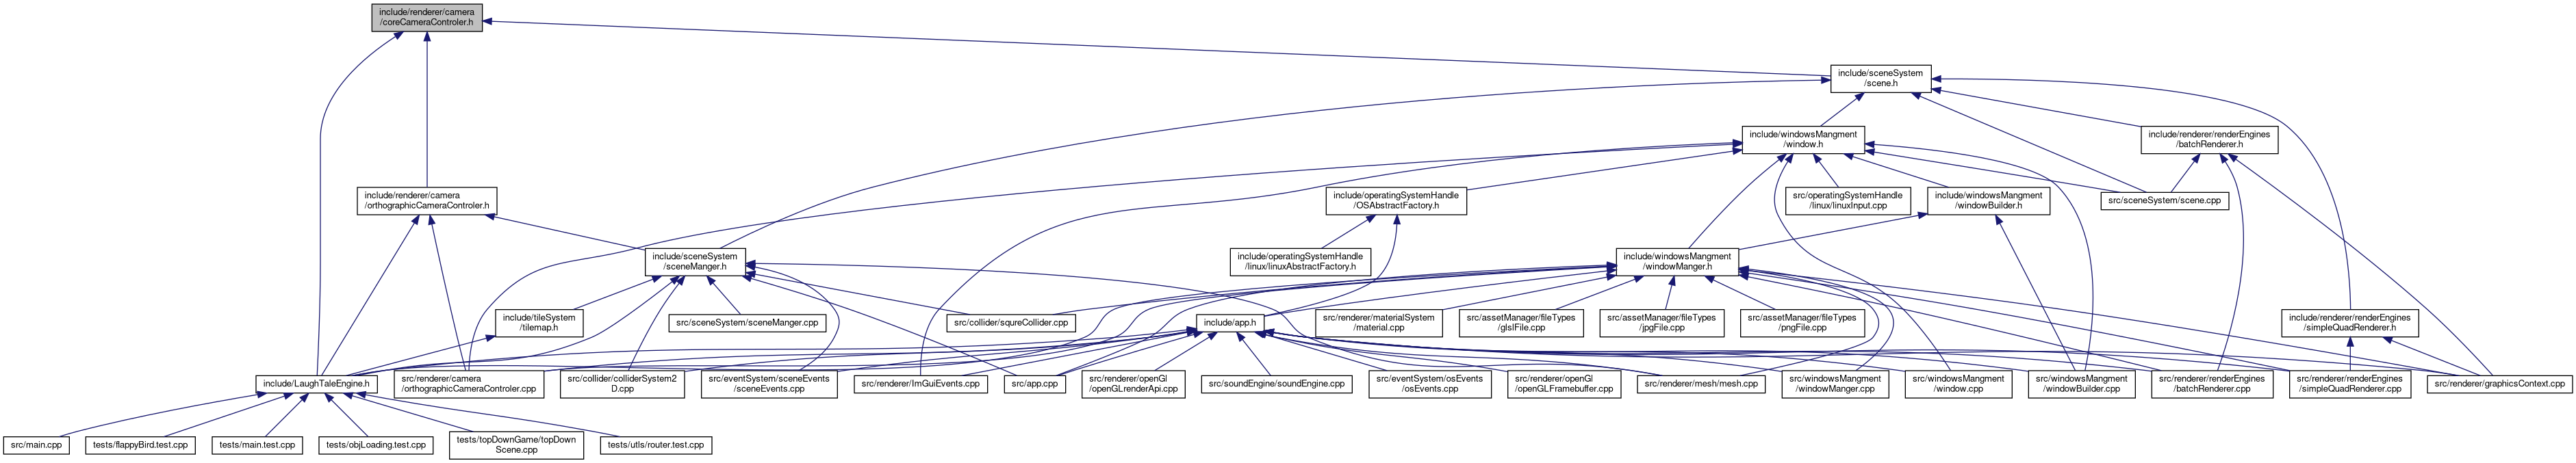 include/renderer/camera
/coreCameraControler.h
include/sceneSystem
/scene.h
include/windowsMangment
/window.h
include/renderer/renderEngines
/batchRenderer.h
include/renderer/camera
/orthographicCameraControler.h
include/operatingSystemHandle
/OSAbstractFactory.h
src/operatingSystemHandle
/linux/linuxInput.cpp
include/windowsMangment
/windowBuilder.h
src/sceneSystem/scene.cpp
include/sceneSystem
/sceneManger.h
include/operatingSystemHandle
/linux/linuxAbstractFactory.h
include/windowsMangment
/windowManger.h
include/tileSystem
/tilemap.h
src/sceneSystem/sceneManger.cpp
src/collider/squreCollider.cpp
include/app.h
src/renderer/materialSystem
/material.cpp
src/assetManager/fileTypes
/glslFile.cpp
src/assetManager/fileTypes
/jpgFile.cpp
src/assetManager/fileTypes
/pngFile.cpp
include/renderer/renderEngines
/simpleQuadRenderer.h
include/LaughTaleEngine.h
src/renderer/camera
/orthographicCameraControler.cpp
src/collider/colliderSystem2
D.cpp
src/eventSystem/sceneEvents
/sceneEvents.cpp
src/renderer/ImGuiEvents.cpp
src/app.cpp
src/renderer/openGl
/openGLrenderApi.cpp
src/soundEngine/soundEngine.cpp
src/eventSystem/osEvents
/osEvents.cpp
src/renderer/openGl
/openGLFramebuffer.cpp
src/renderer/mesh/mesh.cpp
src/windowsMangment
/windowManger.cpp
src/windowsMangment
/window.cpp
src/windowsMangment
/windowBuilder.cpp
src/renderer/renderEngines
/batchRenderer.cpp
src/renderer/renderEngines
/simpleQuadRenderer.cpp
src/renderer/graphicsContext.cpp
src/main.cpp
tests/flappyBird.test.cpp
tests/main.test.cpp
tests/objLoading.test.cpp
tests/topDownGame/topDown
Scene.cpp
tests/utls/router.test.cpp